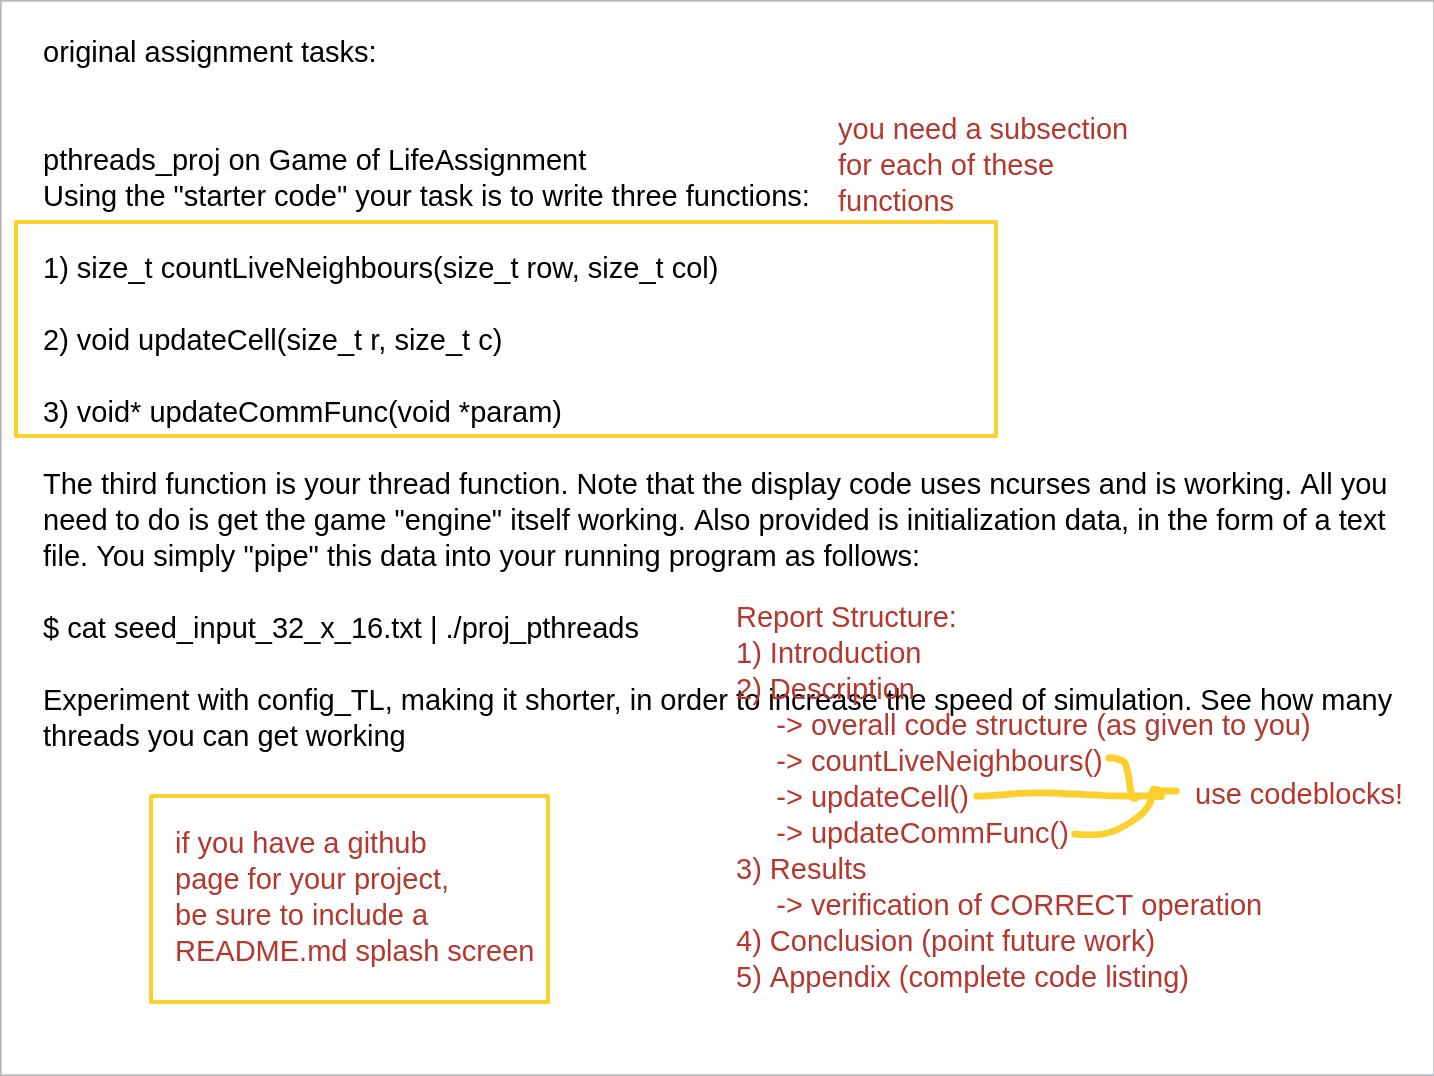 original assignment tasks:
you need a subsection
for each of these
functions
pthreads_proj on Game of LifeAssignment
Using the "starter code" your task is to write three functions:
1) size_t countLiveNeighbours(size_t row, size_t col)
2) void updateCell(size_t r, size_t c)
3) void* updateCommFunc(void *param)
The third function is your thread function. Note that the display code uses ncurses and is working. All you
need to do is get the game "engine" itself working. Also provided is initialization data, in the form of a text
file. You simply "pipe" this data into your running program as follows:
$ cat seed_input_32_x_16.txt | ./proj_pthreads
Experiment with config_TL, making it shorter, in order to increase the speed of simulation. See how many
threads you can get working
Report Structure:
1) Introduction
2) Description
-> overall code structure (as given to you)
-> countLiveNeighbours()
-> updateCell()
-> updateCommFunc()
use codeblocks!
3) Results
-> verification of CORRECT operation
4) Conclusion (point future work)
5) Appendix (complete code listing)
if you have a github
page for your project,
be sure to include a
README.md splash screen